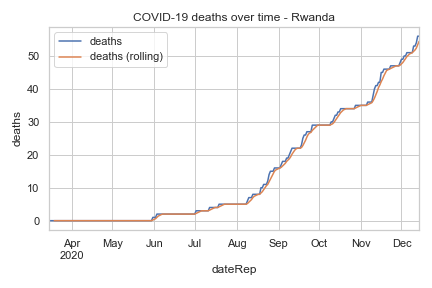 COVID-19 deaths over time - Rwanda
deaths
deaths (rolling)
50
40
30
20
10
0
deaths
Apr May Jun Jul Aug Sep Oct Nov Dec
2020
dateRep